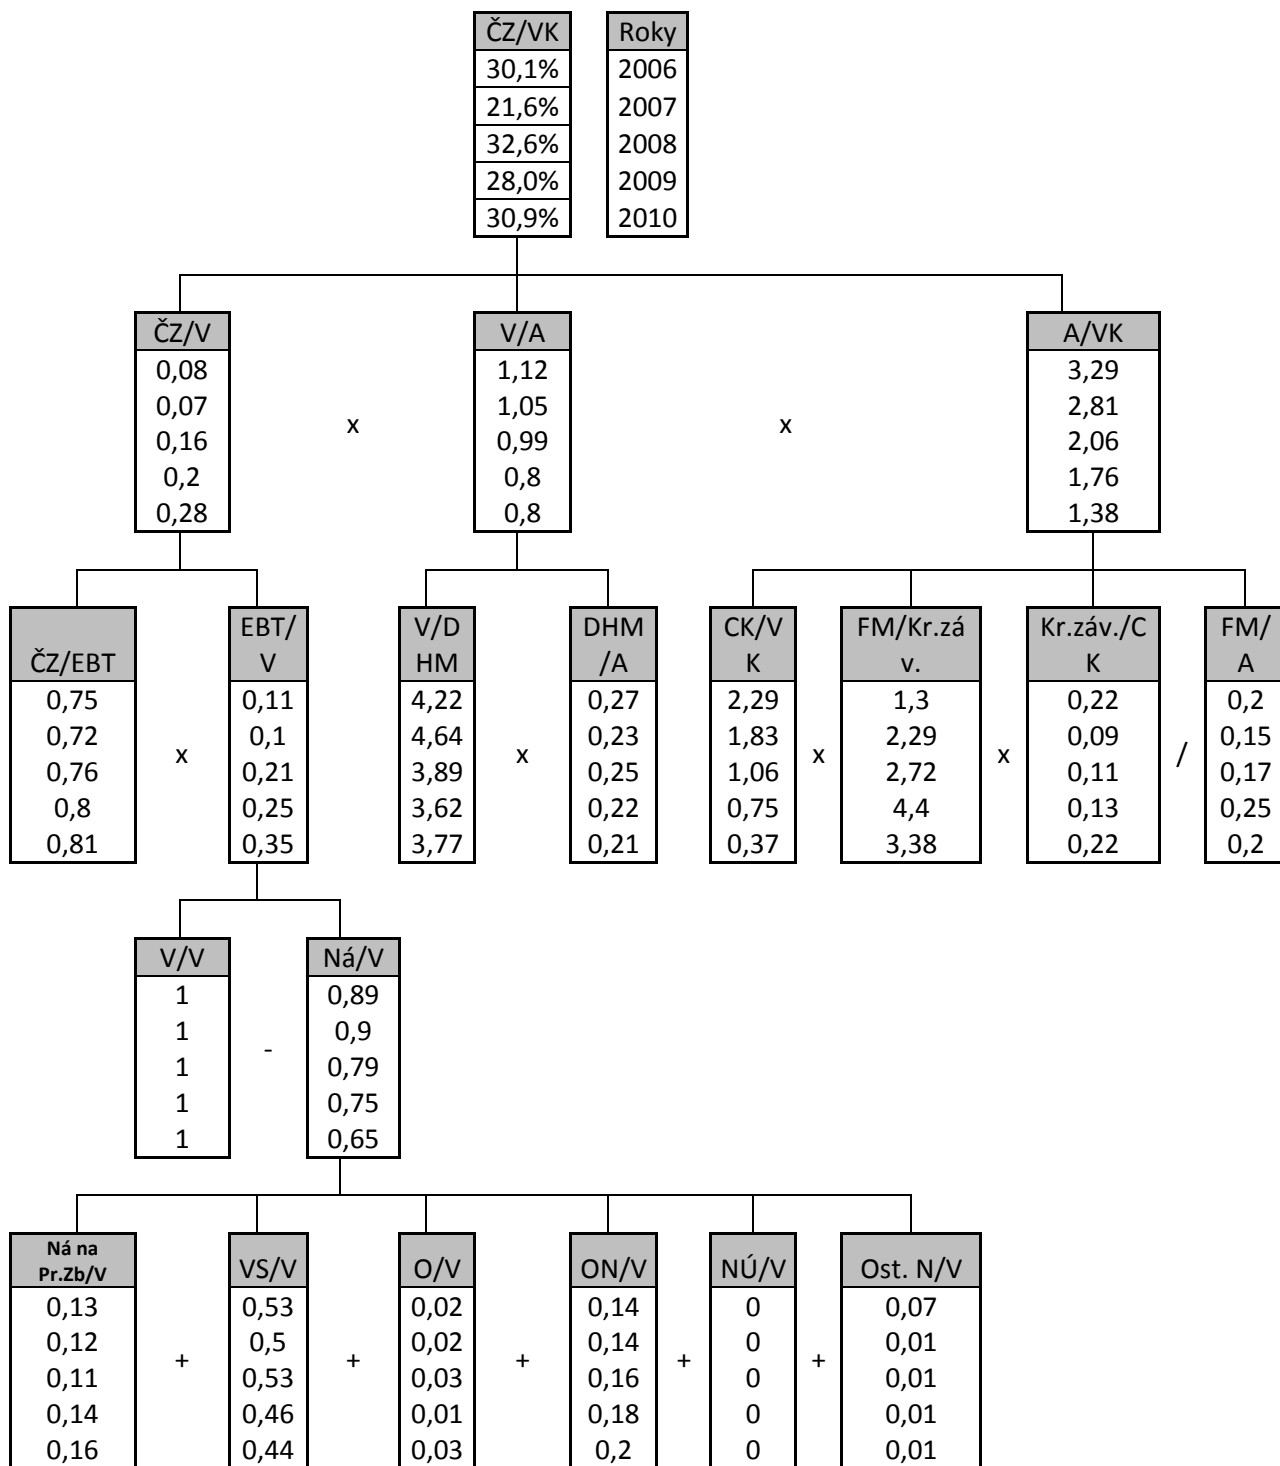 ČZ/VK Roky
30,1% 2006
21,6% 2007
32,6% 2008
28,0% 2009
30,9% 2010
ČZ/V V/A A/VK
0,08 1,12 3,29
0,07 1,05 2,81
x x
0,16 0,99 2,06
0,2 0,8 1,76
0,28 0,8 1,38
EBT/ V/D DHM CK/V FM/Kr.zá Kr.záv./C FM/
ČZ/EBT V HM /A K v. K A
0,75 0,11 4,22 0,27 2,29 1,3 0,22 0,2
0,72 0,1 4,64 0,23 1,83 2,29 0,09 0,15
x x x x /
0,76 0,21 3,89 0,25 1,06 2,72 0,11 0,17
0,8 0,25 3,62 0,22 0,75 4,4 0,13 0,25
0,81 0,35 3,77 0,21 0,37 3,38 0,22 0,2
V/V Ná/V
1 0,89
1 0,9
-
1 0,79
1 0,75
1 0,65
Ná na
Pr.Zb/V VS/V O/V ON/V NÚ/V Ost. N/V
0,13 0,53 0,02 0,14 0 0,07
0,12 0,5 0,02 0,14 0 0,01
+ + + + +
0,11 0,53 0,03 0,16 0 0,01
0,14 0,46 0,01 0,18 0 0,01
0,16 0,44 0,03 0,2 0 0,01